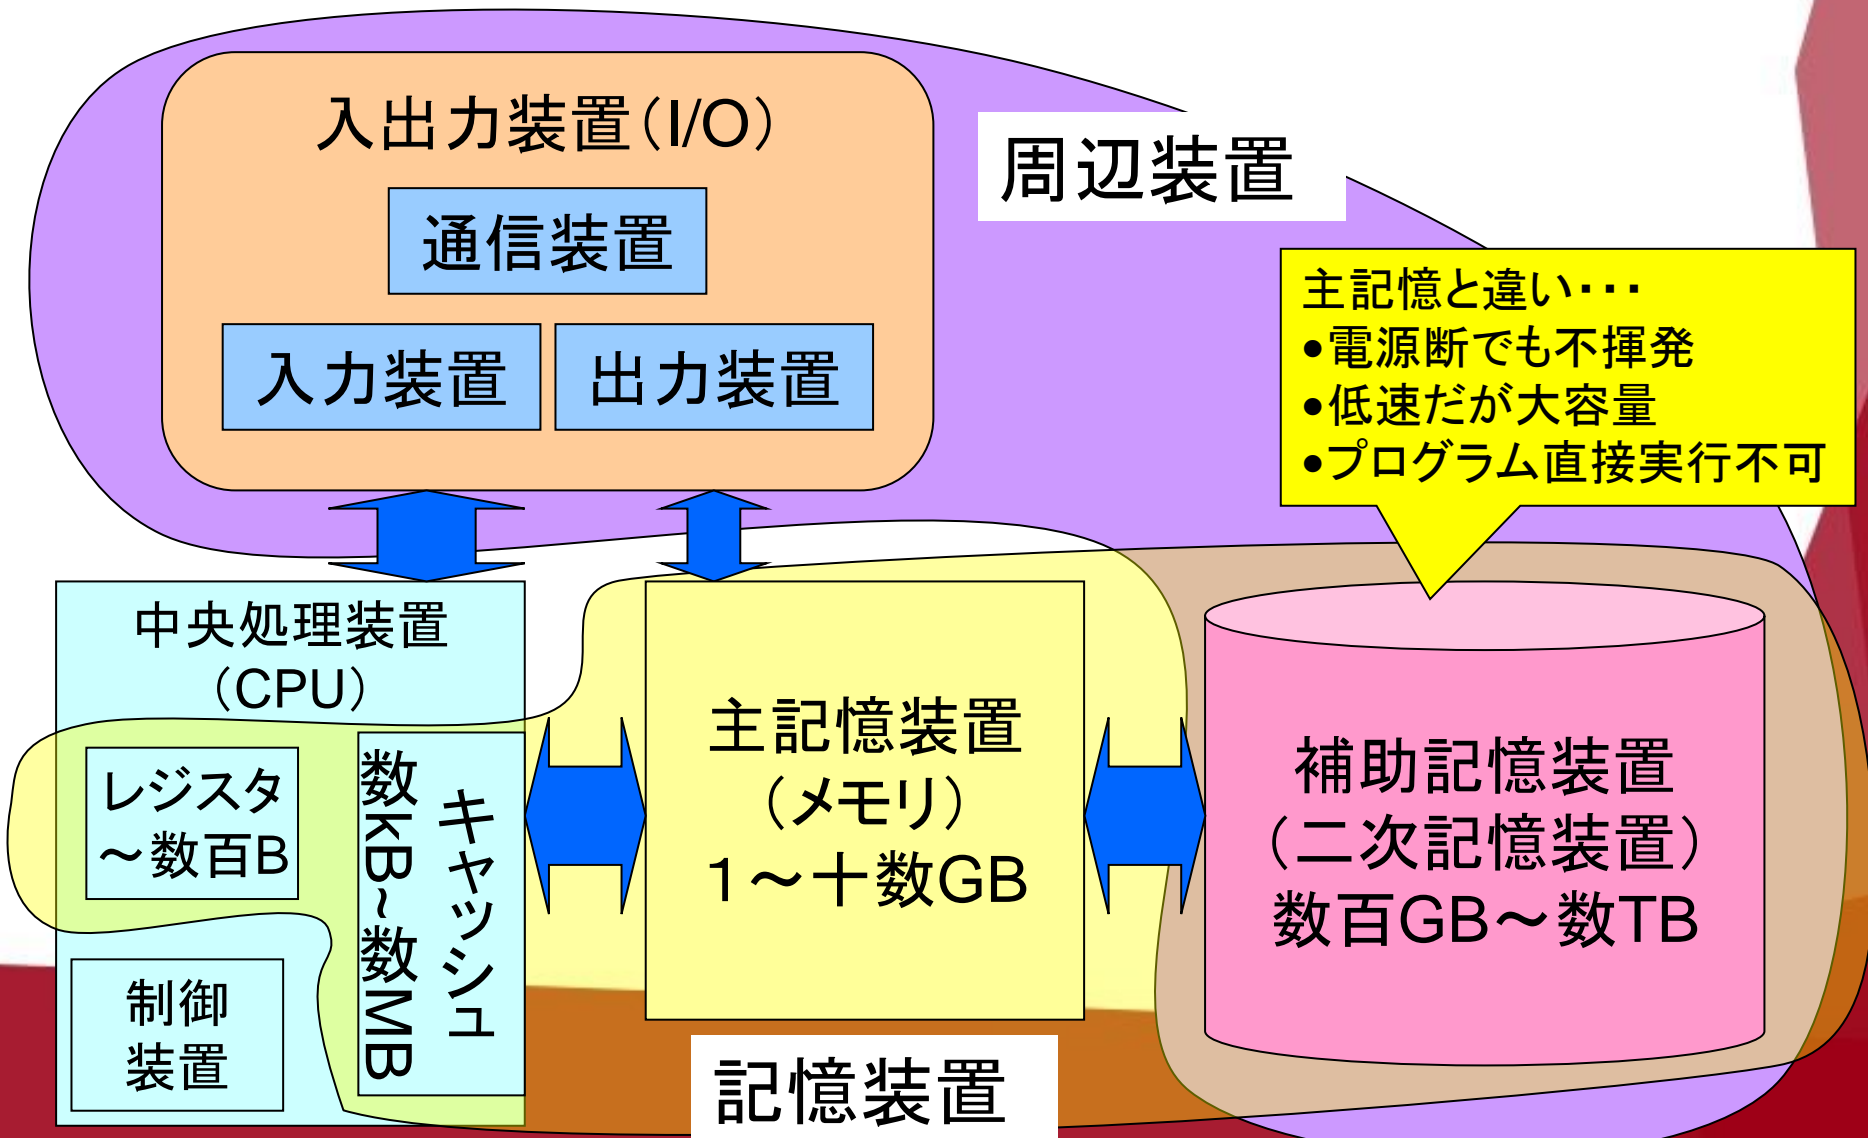 入出力装置（I/O）
通信装置
入力装置
出力装置
周辺装置
主記憶と違い・・・
•電源断でも不揮発
•低速だが大容量
•プログラム直接実行不可
中央処理装置
（CPU）
レジスタ
～数百B
キャッシュ
数kB~数MB
制御
装置
主記憶装置
（メモリ）
1～十数GB
補助記憶装置
（二次記憶装置）
数百GB～数TB
記憶装置